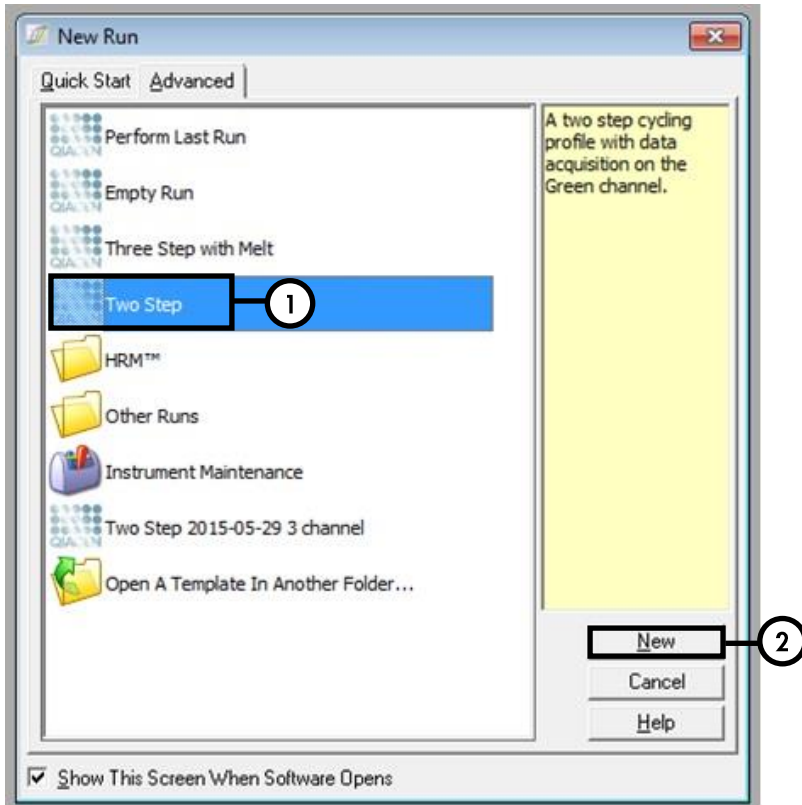 New Run
Quick Start Advanced
Perform Last Run
Empty Run
Three Step with Melt
Two Step
1
HRM™
Other Runs
Instrument Maintenance
Two Step 2015-05-29 3 channel
Open A Template In Another Folder...
A two step cycling
profile with data
acquisition on the
Green channel.
New
2
Cancel
Help
Show This Screen When Software Opens